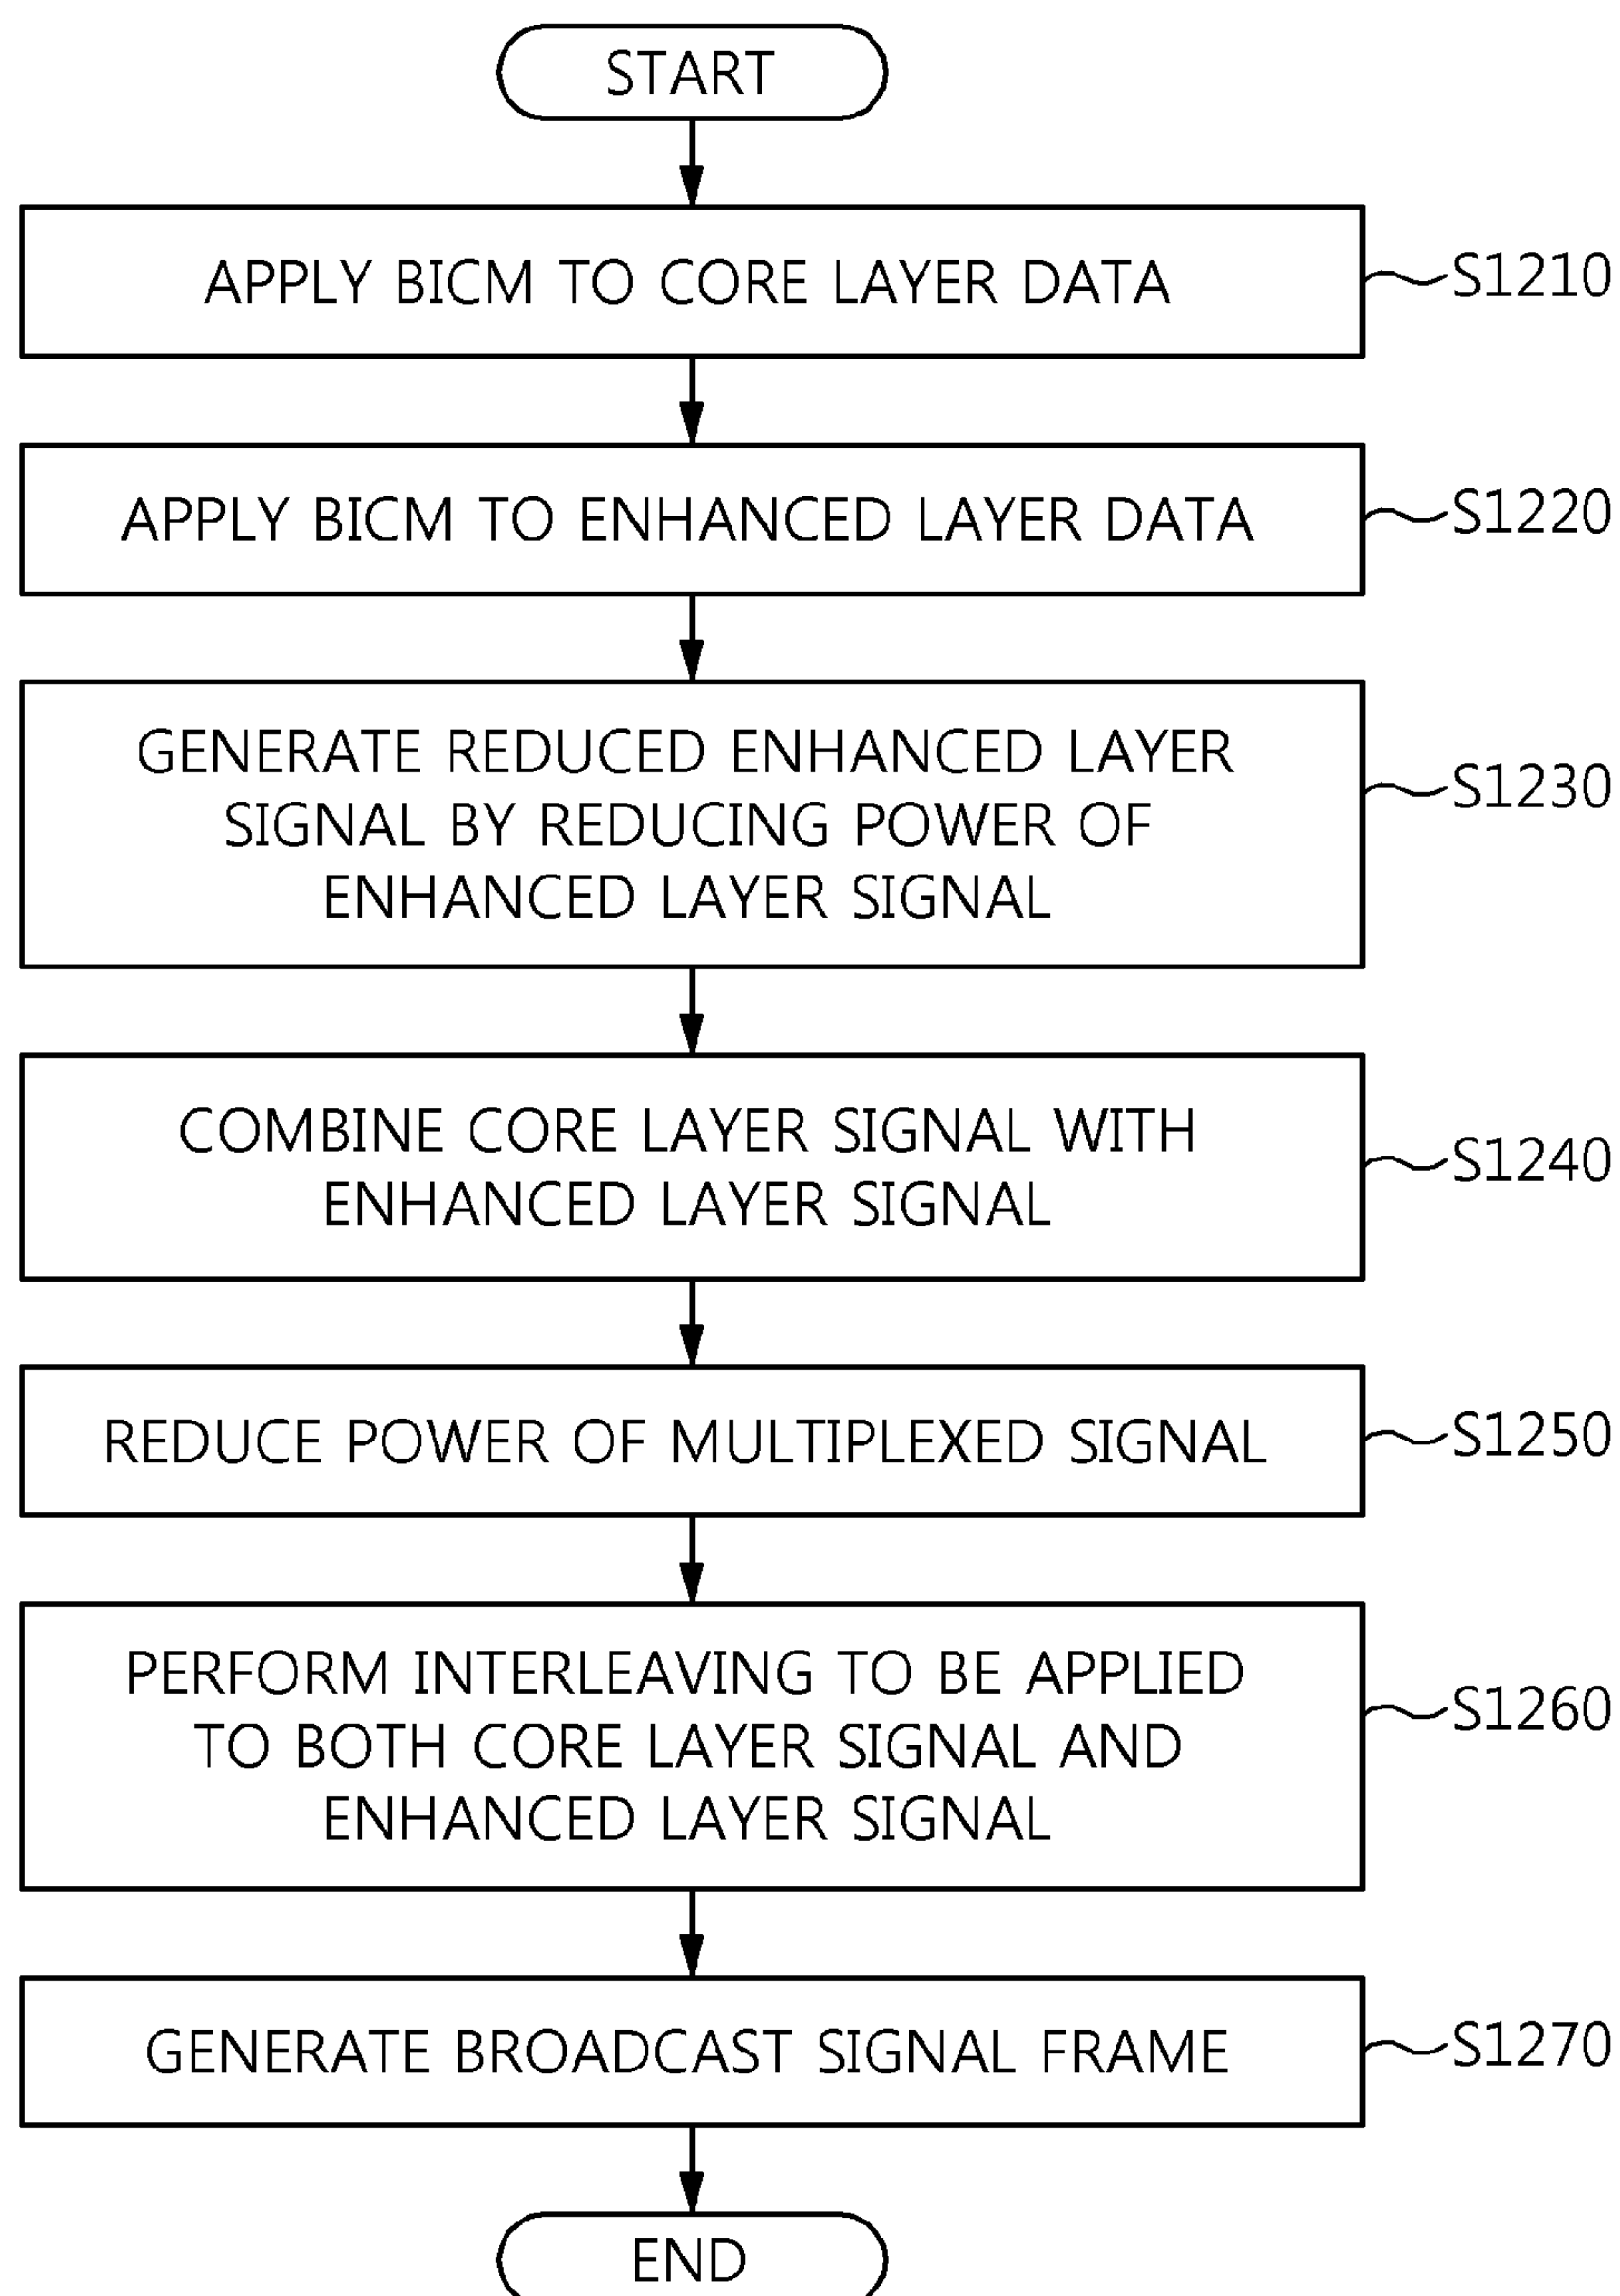 START
APPLY BICM TO CORE LAYER DATA
S1210
APPLY BICM TO ENHANCED LAYER DATA
S1220
GENERATE REDUCED ENHANCED LAYER
SIGNAL BY REDUCING POWER OF
ENHANCED LAYER SIGNAL
S1230
COMBINE CORE LAYER SIGNAL WITH
ENHANCED LAYER SIGNAL
S1240
REDUCE POWER OF MULTIPLEXED SIGNAL
S1250
PERFORM INTERLEAVING TO BE APPLIED
TO BOTH CORE LAYER SIGNAL AND
ENHANCED LAYER SIGNAL
S1260
GENERATE BROADCAST SIGNAL FRAME
S1270
END